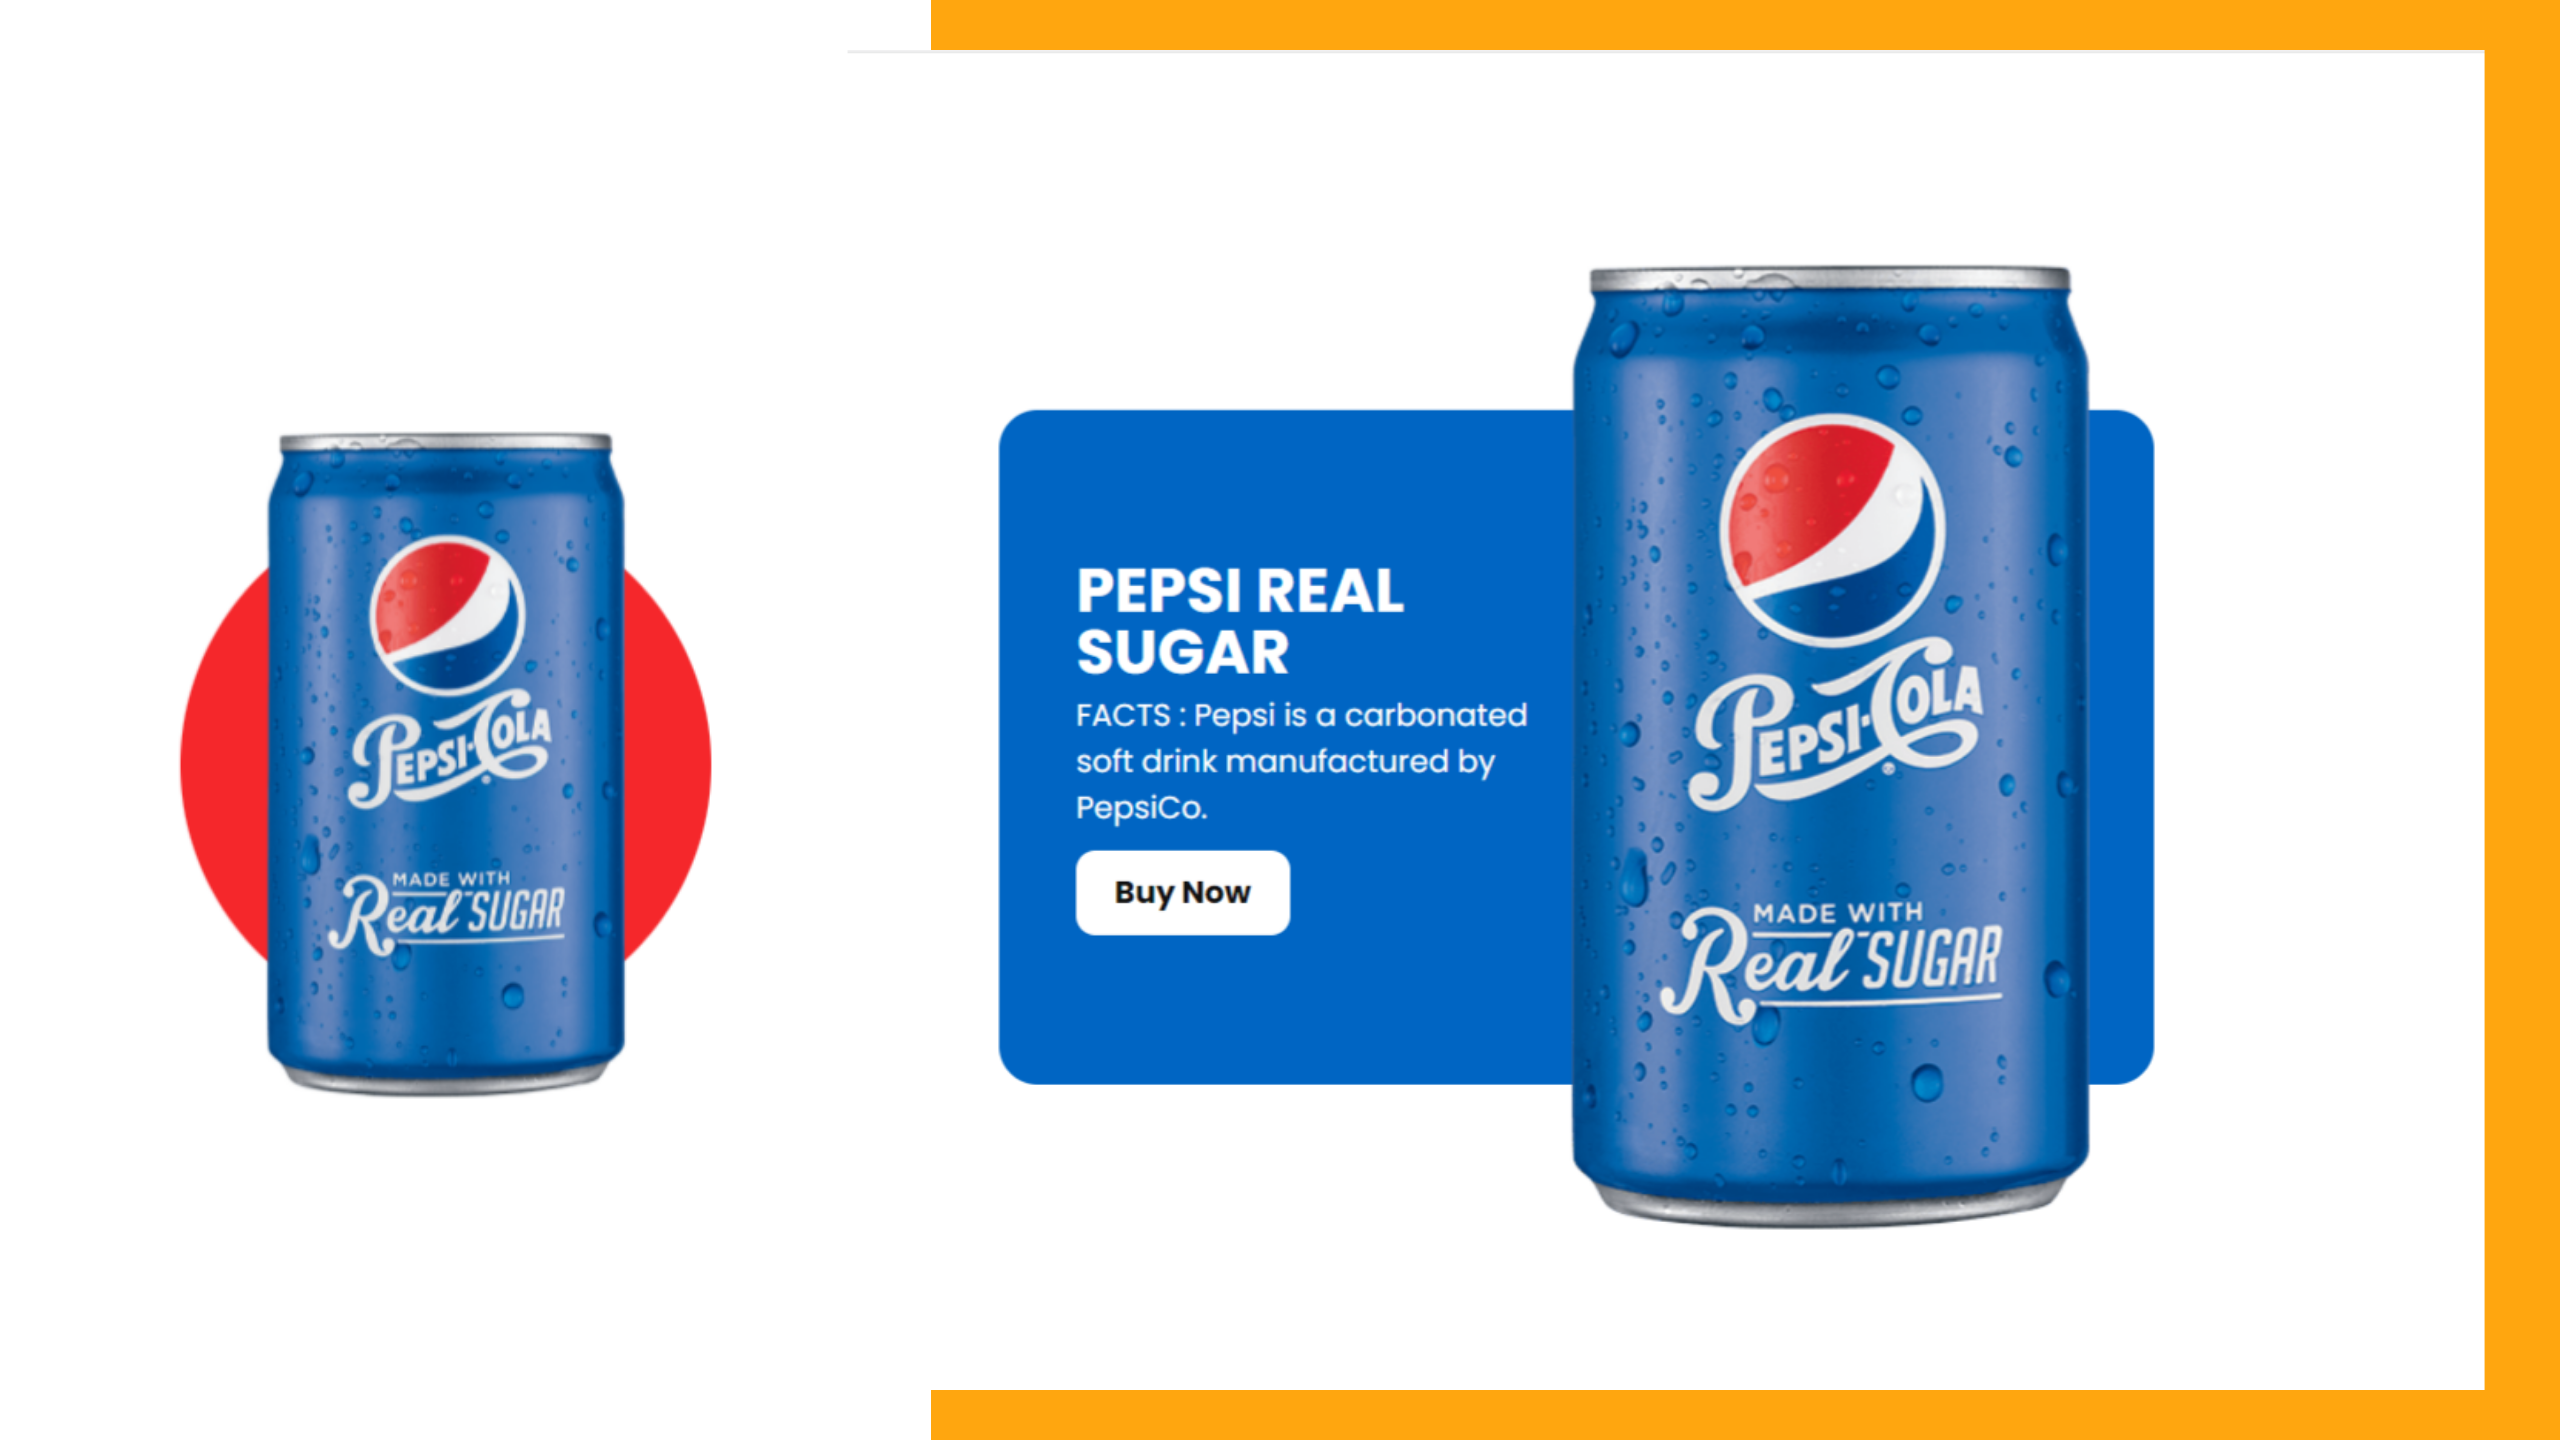 PEPSI-COLA
MADE WITH
Real SUGAR
PEPSI REAL
SUGAR
FACTS : Pepsi is a carbonated
soft drink manufactured by
PepsiCo.
Buy Now
PEPSI-COLA
MADE WITH
Real SUGAR